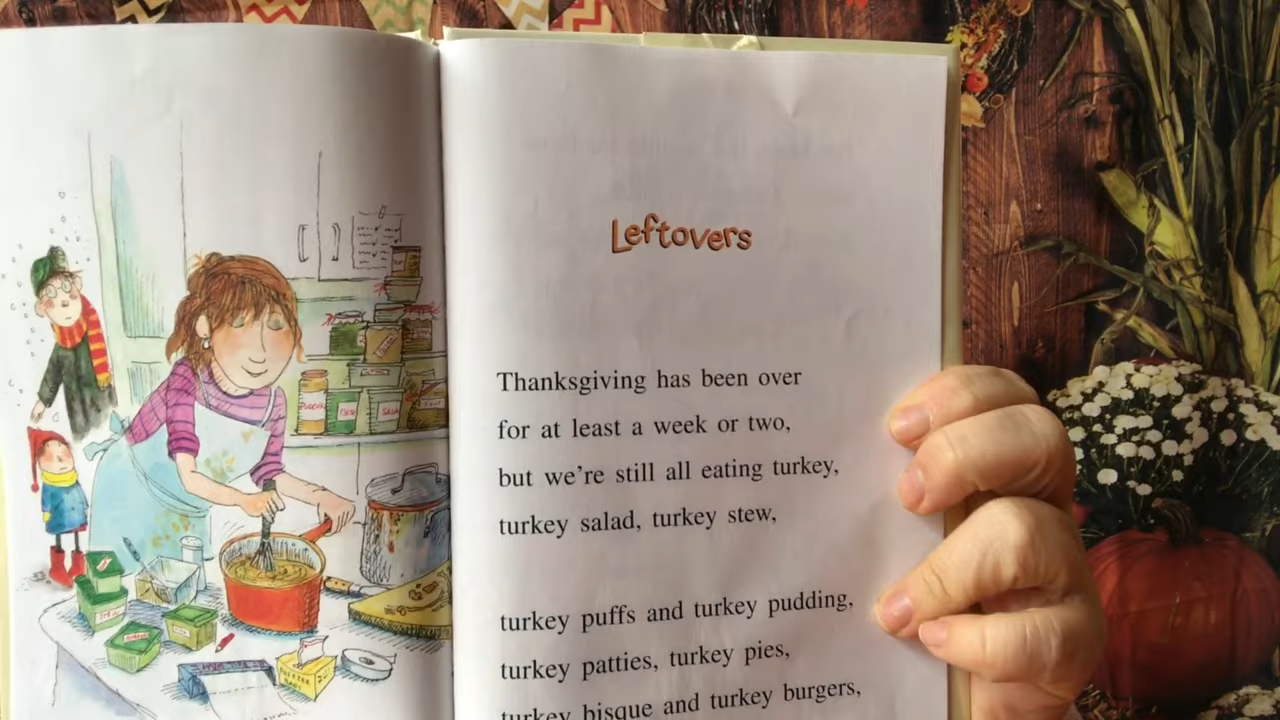 Leftovers
Thanksgiving has been over
for at least a week or two,
but we're still all eating turkey,
turkey salad, turkey stew,
turkey puffs and turkey pudding,
turkey patties, turkey pies,
turkey bisque and turkey burgers,